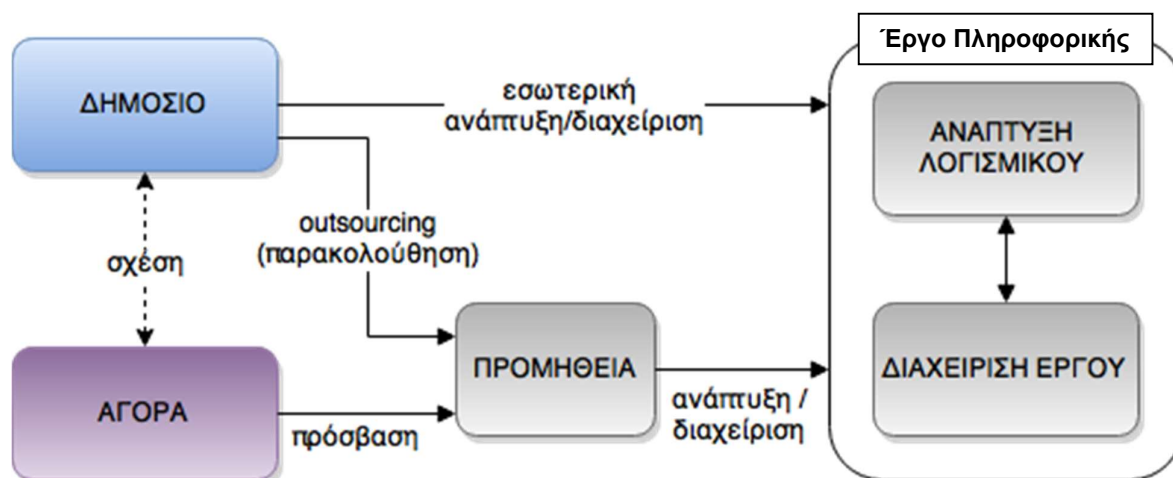 Έργο Πληροφορικής
ΔΗΜΟΣΙΟ
εσωτερική
ανάπτυξη/διαχείριση
ΑΝΑΠΤΥΞΗ
ΛΟΓΙΣΜΙΚΟΥ
outsourcing
(παρακολούθηση)
σχέση
ΠΡΟΜΗΘΕΙΑ
ΔΙΑΧΕΙΡΙΣΗ ΕΡΓΟΥ
ΑΓΟΡΑ
πρόσβαση
ανάπτυξη /
διαχείριση